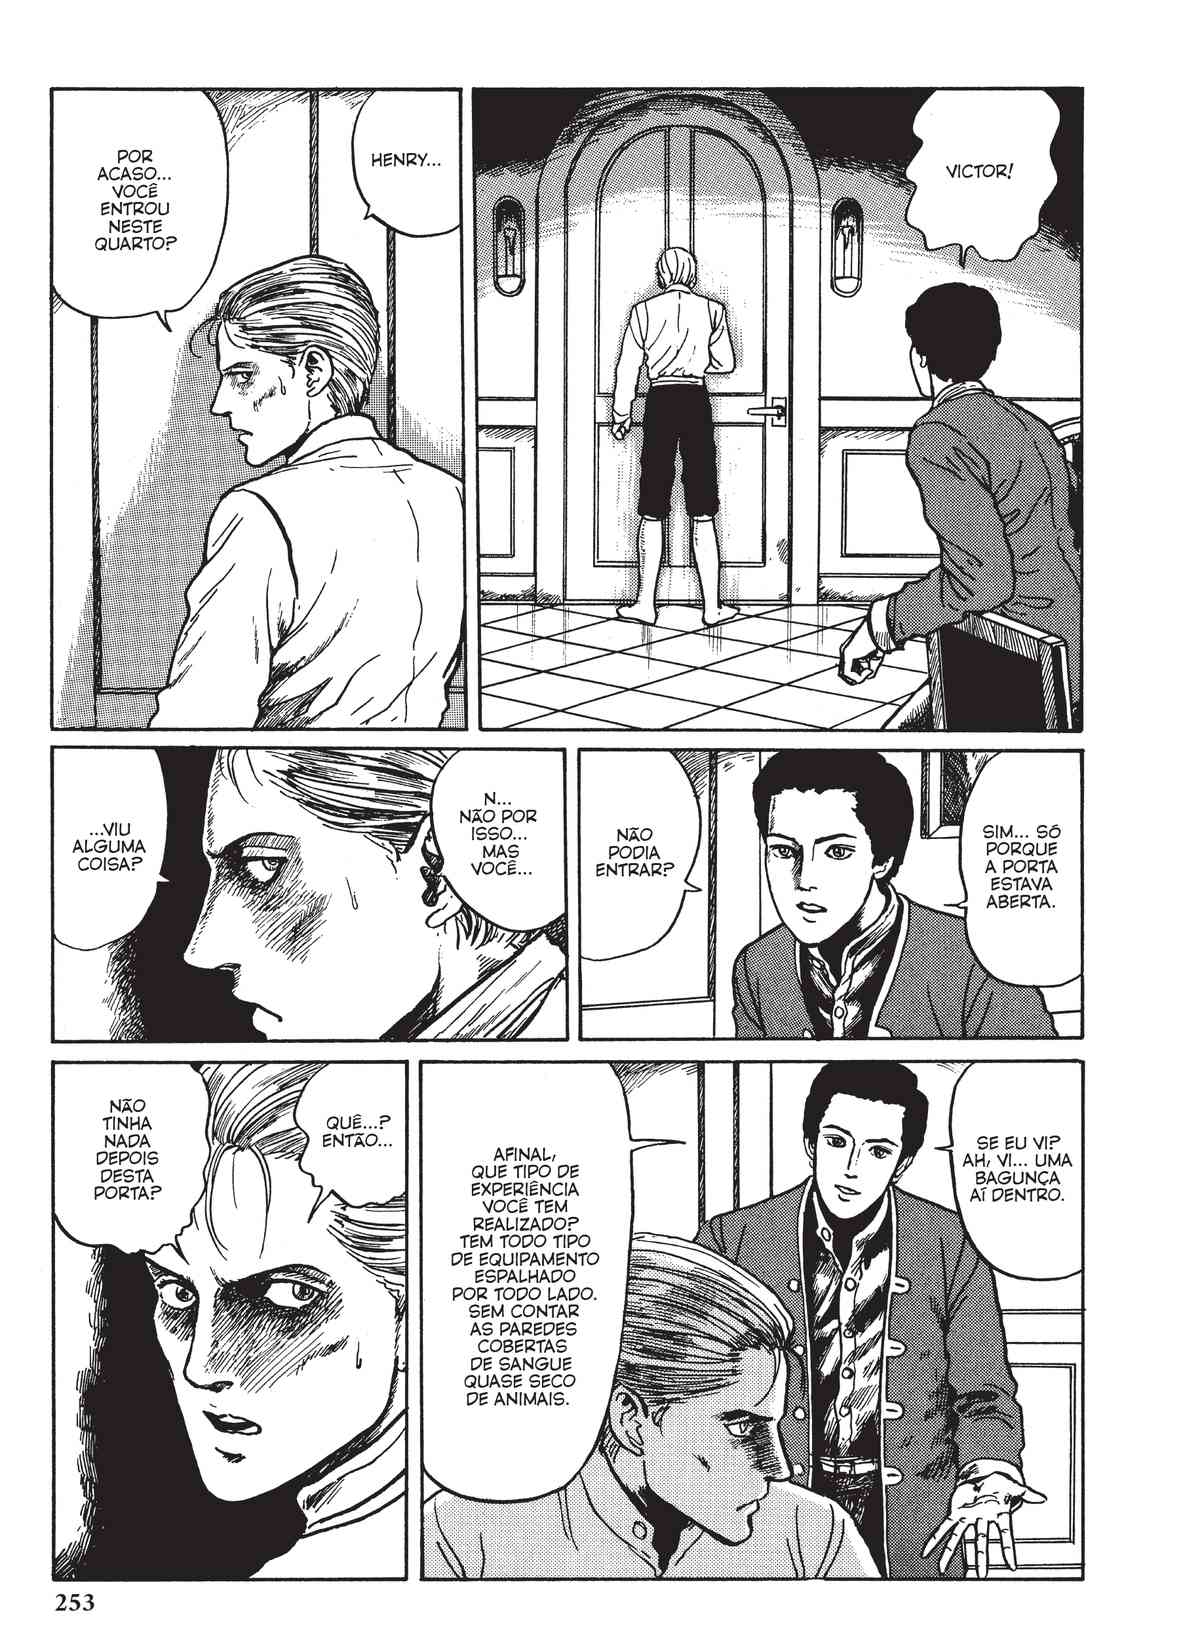 VICTOR!
HENRY...
POR
ACASO...
VOCÊ
ENTROU
NESTE
QUARTO?
SIM... SÓ
PORQUE
A PORTA
ESTAVA
ABERTA.
NÃO
PODIA
ENTRAR?
N...
NÃO POR
ISSO...
MAS
VOCÊ...
...VIU
ALGUMA
COISA?
SE EU VI?
AH, VI... UMA
BAGUNÇA
AÍ DENTRO.
AFINAL,
QUE TIPO DE
EXPERIÊNCIA
VOCÊ TEM
REALIZADO?
TEM TODO TIPO
DE EQUIPAMENTO
ESPALHADO
POR TODO LADO.
SEM CONTAR
AS PAREDES
COBERTAS
DE SANGUE
QUASE SECO
DE ANIMAIS.
QUÊ...?
ENTÃO...
NÃO
TINHA
NADA
DEPOIS
DESTA
PORTA?
253